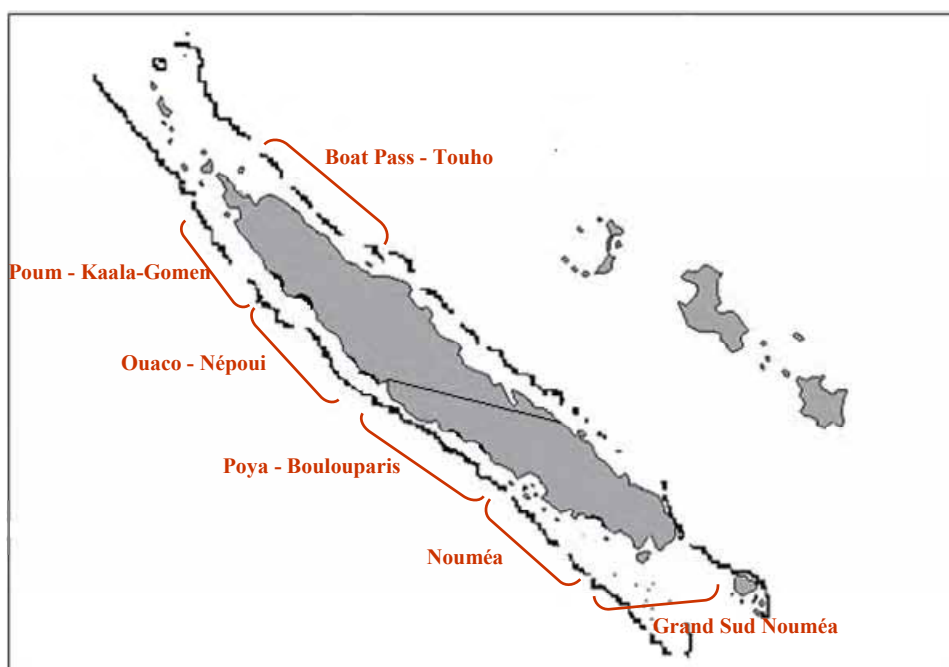 Boat Pass - Touho
Poum - Kaala-Gomen
Ouaco - Népoui
Poya - Boulouparis
Nouméa
Grand Sud Nouméa